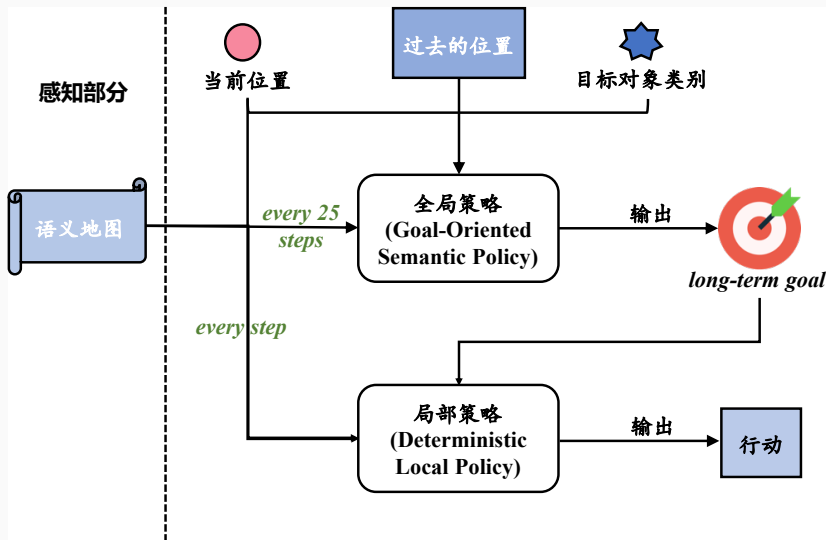 过去的位置
当前位置
目标对象类别
感知部分
语义地图
every 25
steps
全局策略
(Goal-Oriented
Semantic Policy)
输出
long-term goal
every step
局部策略
(Deterministic
Local Policy)
输出
行动